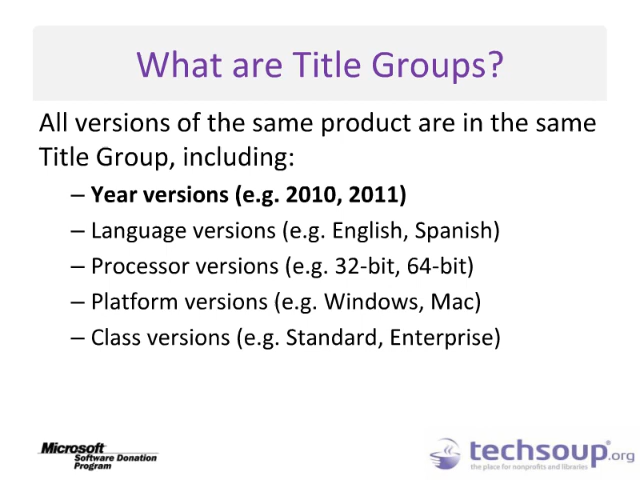 What are Title Groups?
All versions of the same product are in the same
Title Group, including:
– Year versions (e.g. 2010, 2011)
– Language versions (e.g. English, Spanish)
– Processor versions (e.g. 32-bit, 64-bit)
– Platform versions (e.g. Windows, Mac)
– Class versions (e.g. Standard, Enterprise)
Microsoft
Software Donation
Program
techsoup®.org
the place for nonprofits and libraries